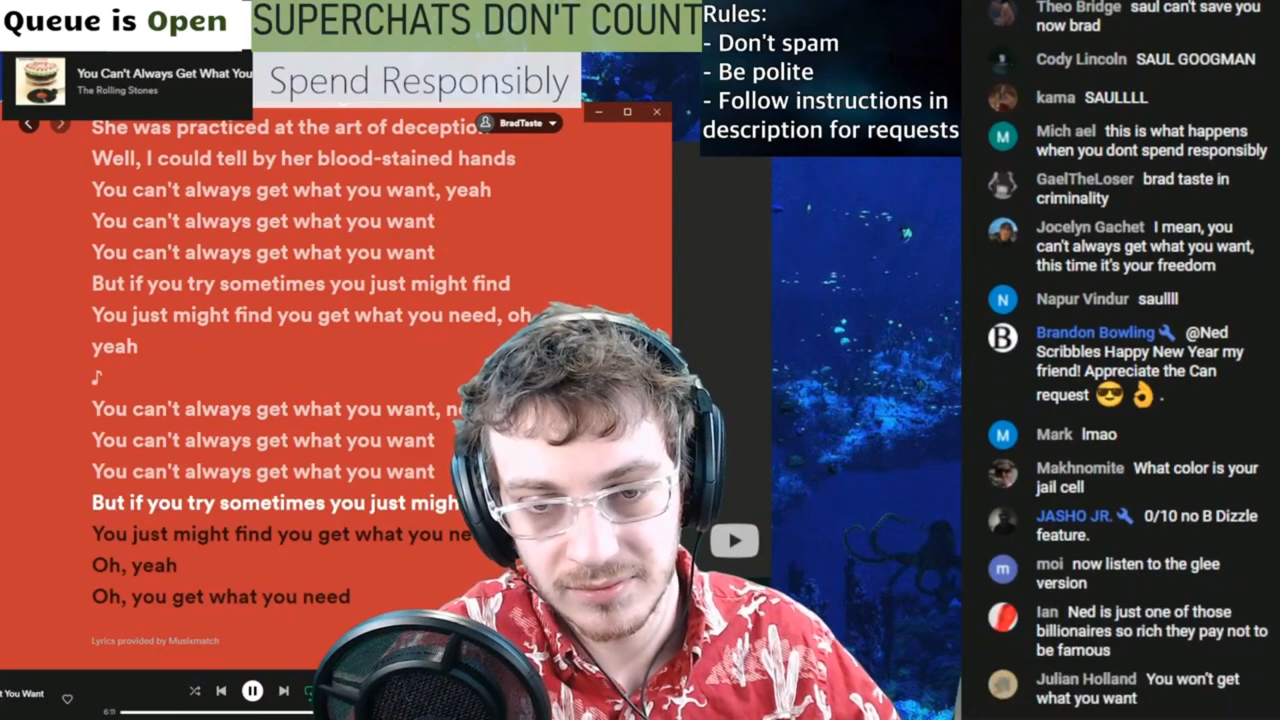 Queue is Open
SUPERCHATS DON'T COUNT
Spend Responsibly
Rules:
- Don't spam
- Be polite
- Follow instructions in
description for requests
You Can't Always Get What You
The Rolling Stones
BradTaste
She was practiced at the art of deceptio
Well, I could tell by her blood-stained hands
You can't always get what you want, yeah
You can't always get what you want
You can't always get what you want
But if you try sometimes you just might find
You just might find you get what you need, oh
yeah
♪
You can't always get what you want, n
You can't always get what you want
You can't always get what you want
But if you try sometimes you just migh
You just might find you get what you ne
Oh, yeah
Oh, you get what you need
Lyrics provided by Musixmatch
t You Want
6:11
Theo Bridge saul can't save you
now brad
Cody Lincoln SAUL GOOGMAN
kama SAULLLL
M
Mich ael this is what happens
when you dont spend responsibly
GaelTheLoser brad taste in
criminality
Jocelyn Gachet I mean, you
can't always get what you want,
this time it's your freedom
N
Napur Vindur saullll
B
Brandon Bowling @Ned
Scribbles Happy New Year my
friend! Appreciate the Can
request 😎 👌 .
M
Mark lmao
Makhnomite What color is your
jail cell
JASHO JR. 0/10 no B Dizzle
feature.
m
moi now listen to the glee
version
Ian Ned is just one of those
billionaires so rich they pay not to
be famous
Julian Holland You won't get
what you want